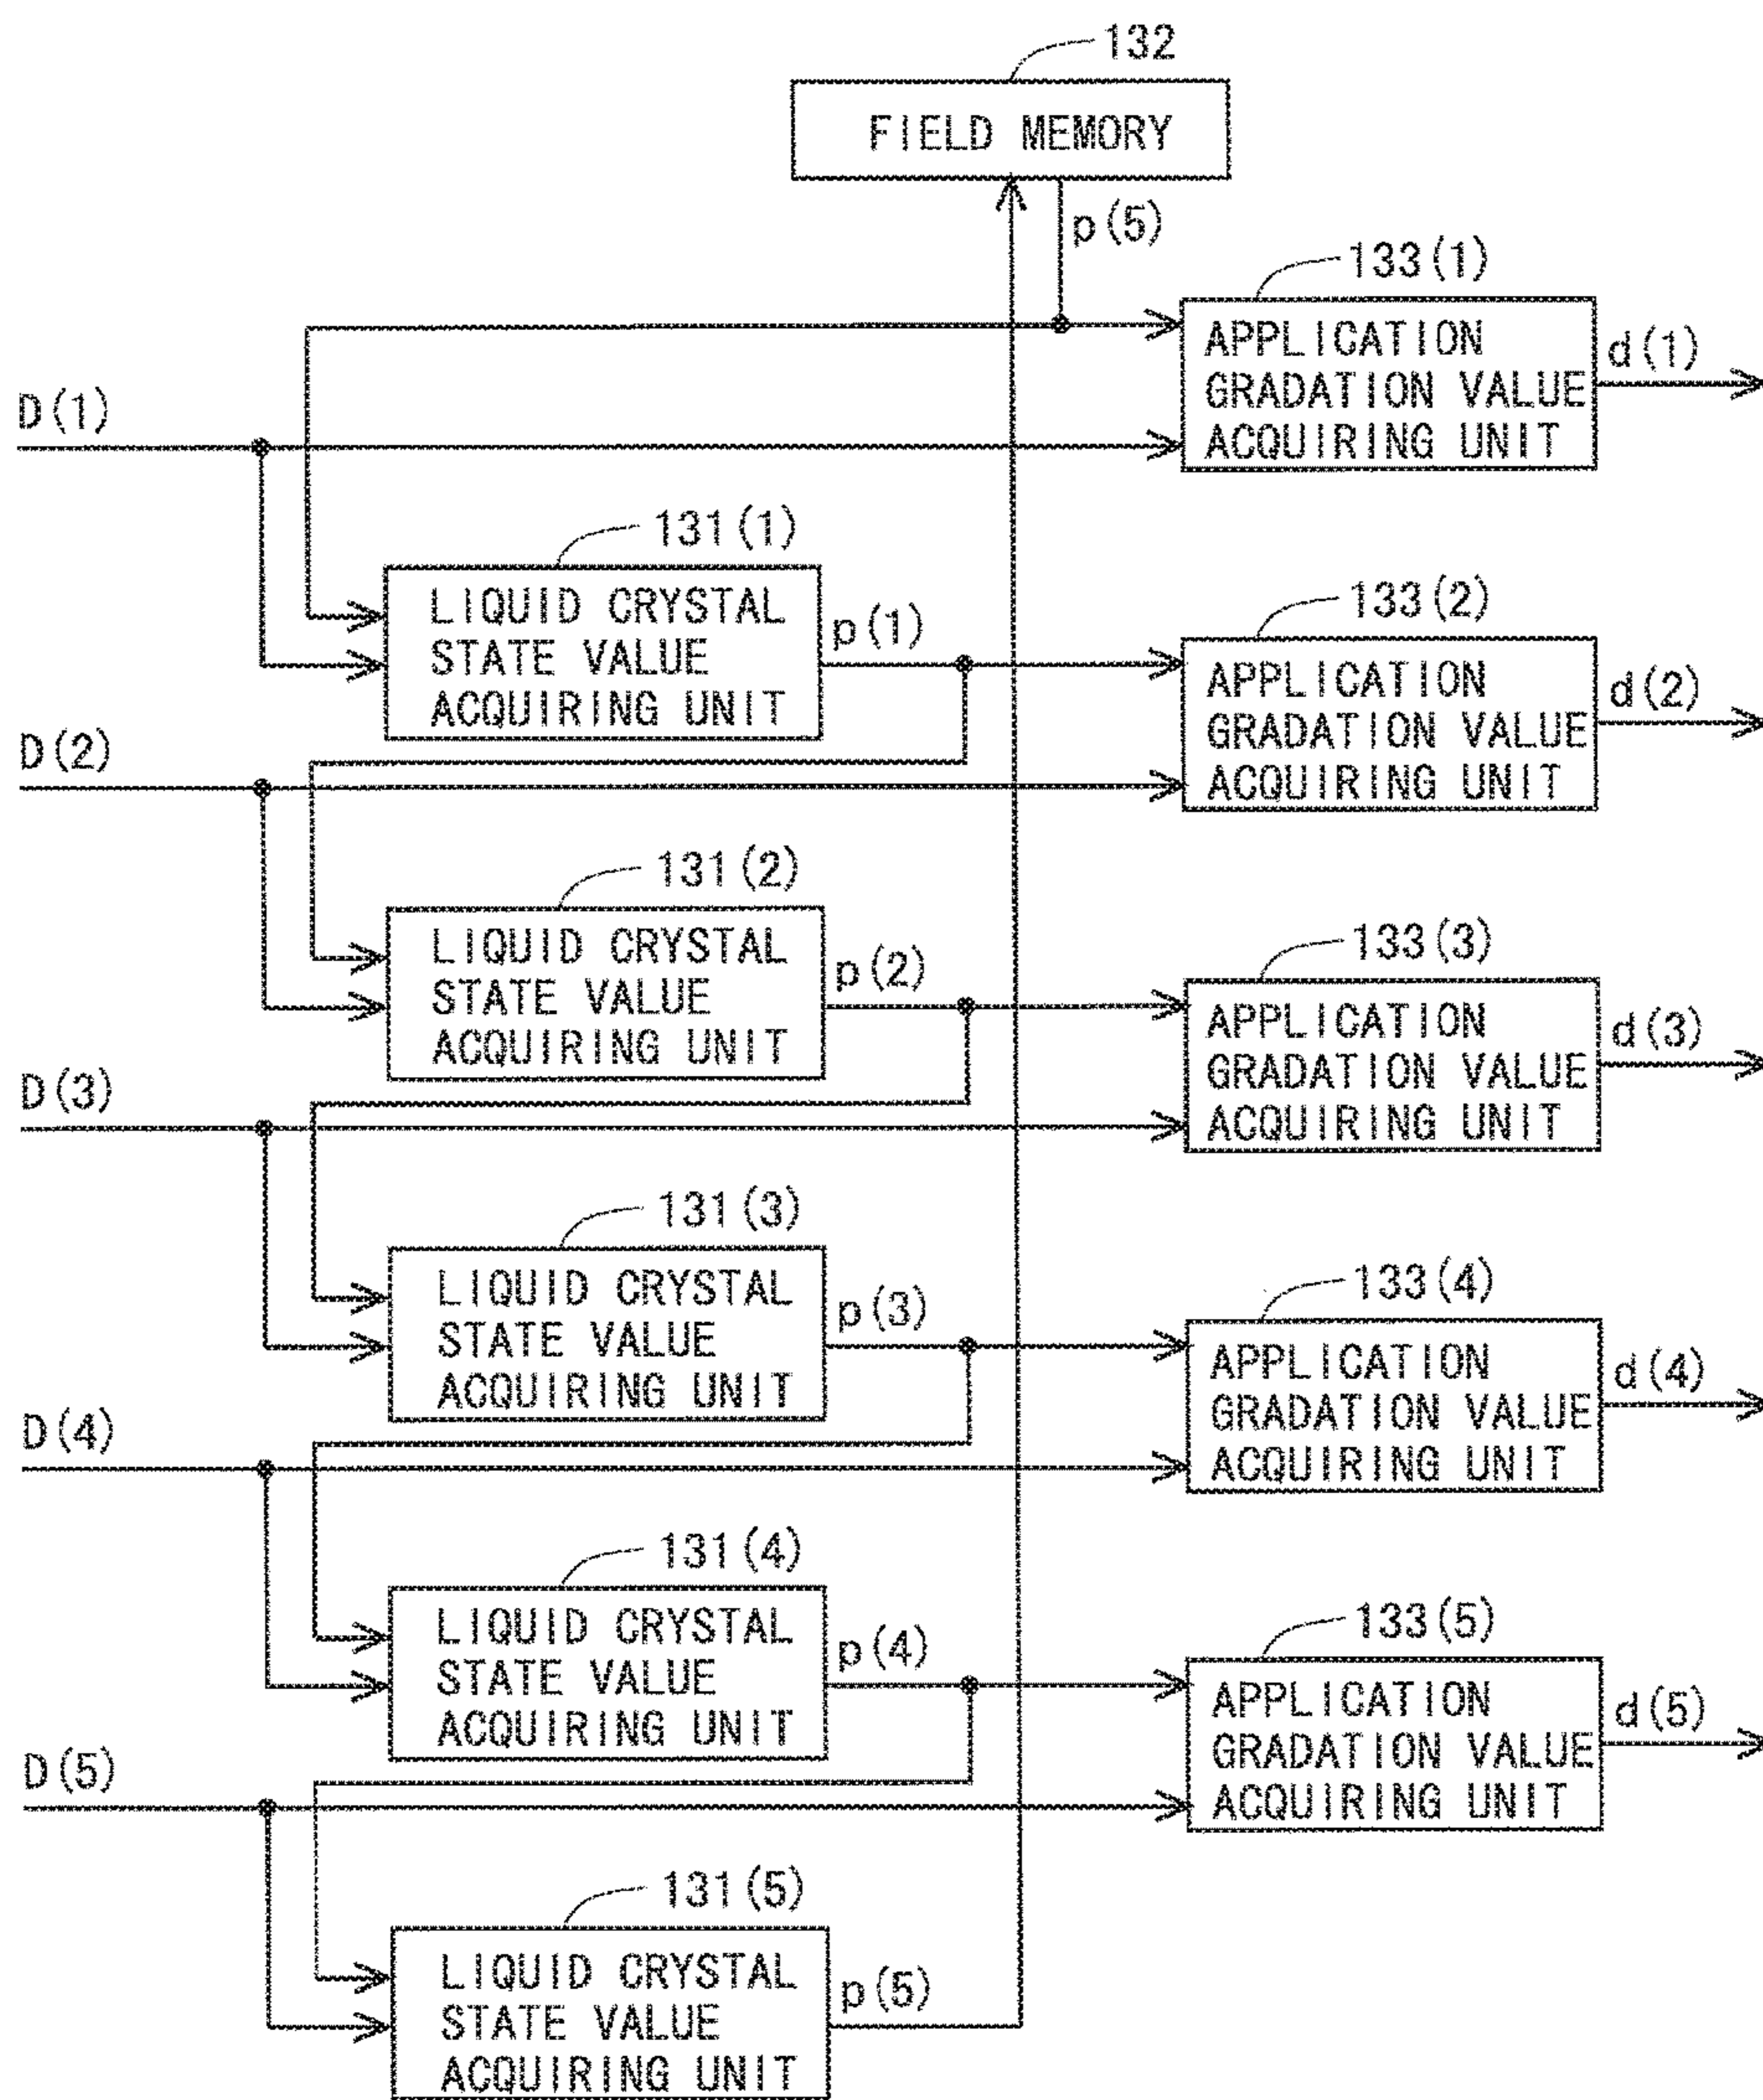 132
FIELD MEMORY
p(5)
133(1)
APPLICATION
GRADATION VALUE
ACQUIRING UNIT
d(1)
D(1)
131(1)
LIQUID CRYSTAL
STATE VALUE
ACQUIRING UNIT
p(1)
133(2)
APPLICATION
GRADATION VALUE
ACQUIRING UNIT
d(2)
D(2)
131(2)
LIQUID CRYSTAL
STATE VALUE
ACQUIRING UNIT
p(2)
133(3)
APPLICATION
GRADATION VALUE
ACQUIRING UNIT
d(3)
D(3)
131(3)
LIQUID CRYSTAL
STATE VALUE
ACQUIRING UNIT
p(3)
133(4)
APPLICATION
GRADATION VALUE
ACQUIRING UNIT
d(4)
D(4)
131(4)
LIQUID CRYSTAL
STATE VALUE
ACQUIRING UNIT
p(4)
133(5)
APPLICATION
GRADATION VALUE
ACQUIRING UNIT
d(5)
D(5)
131(5)
LIQUID CRYSTAL
STATE VALUE
ACQUIRING UNIT
p(5)